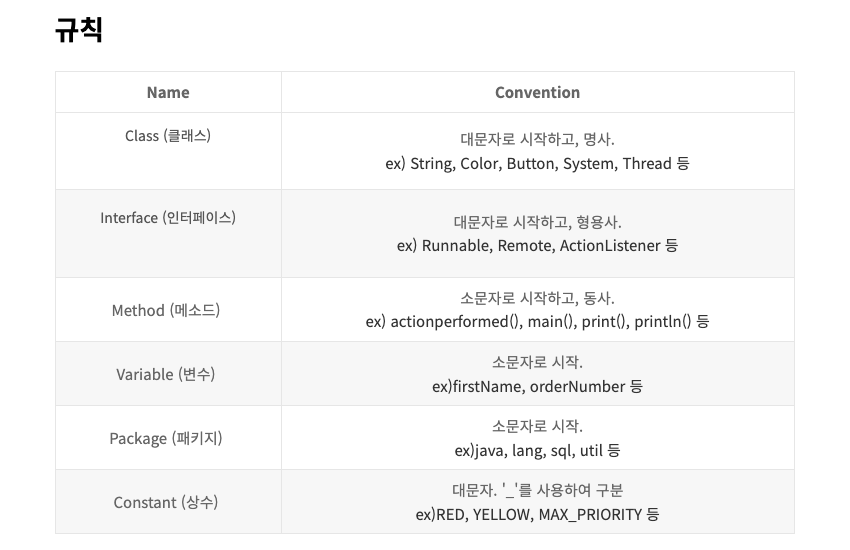 규칙
Name
Convention
Class (클래스)
대문자로 시작하고, 명사.
ex) String, Color, Button, System, Thread 등
Interface (인터페이스)
대문자로 시작하고, 형용사.
ex) Runnable, Remote, ActionListener 등
Method (메소드)
소문자로 시작하고, 동사.
ex) actionperformed(), main(), print(), println() 등
Variable (변수)
소문자로 시작.
ex)firstName, orderNumber 등
Package (패키지)
소문자로 시작.
ex)java, lang, sql, util 등
Constant (상수)
대문자. '_'를 사용하여 구분
ex)RED, YELLOW, MAX_PRIORITY 등